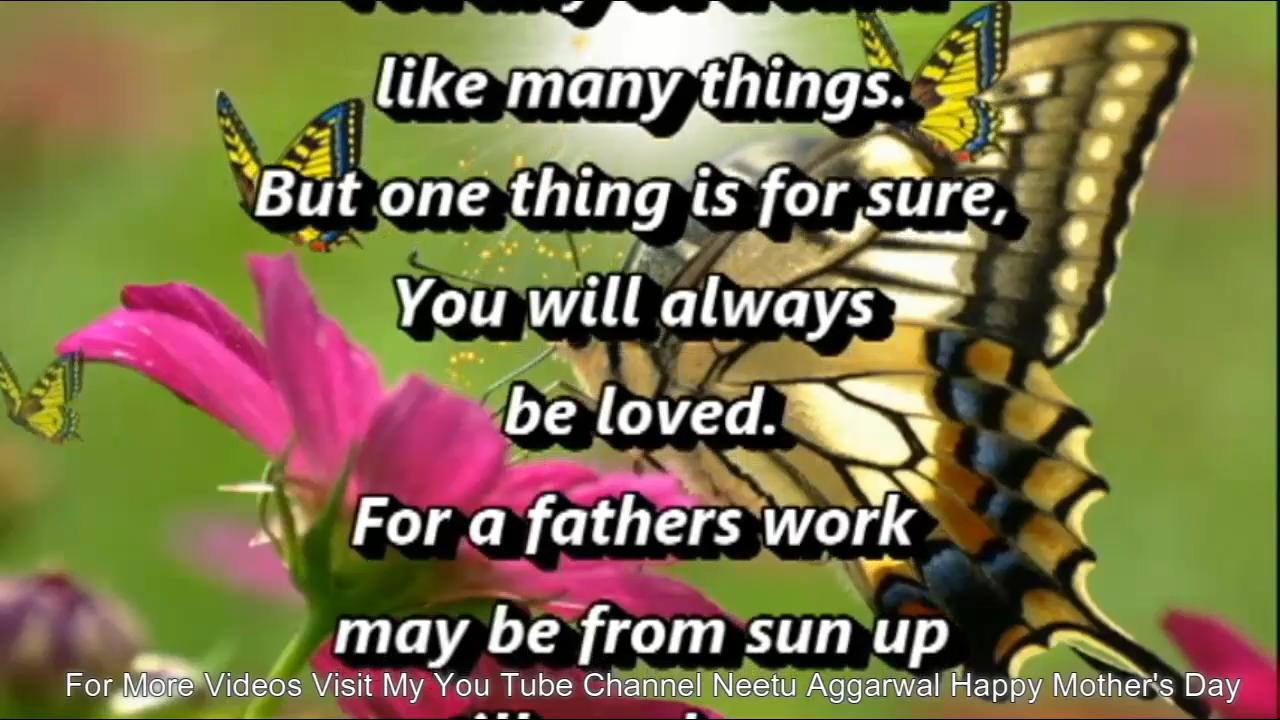 like many things.
But one thing is for sure,
You will always
be loved.
For a fathers work
may be from sun up
For More Videos Visit My You Tube Channel Neetu Aggarwal Happy Mother's Day